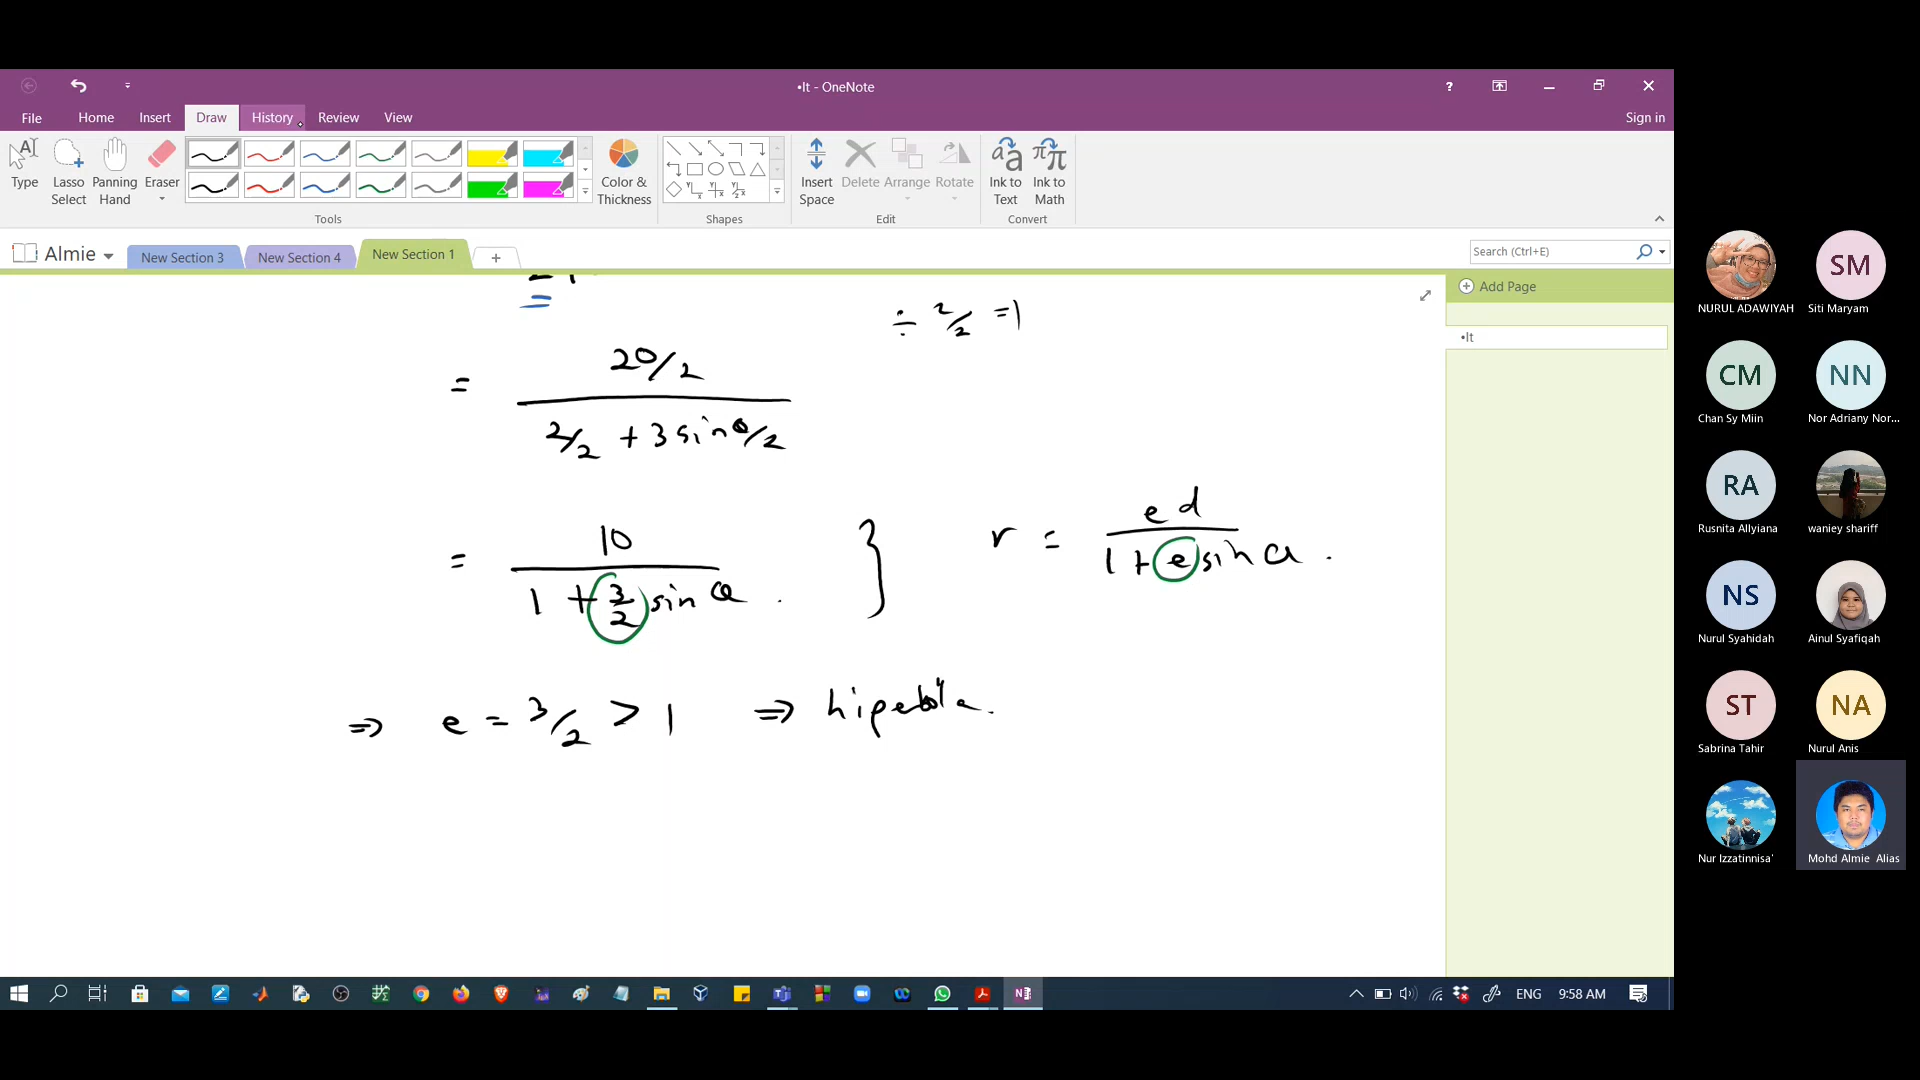 •It - OneNote
?
File Home Insert Draw History Review View
Sign in
Type
Lasso Select
Panning Hand
Eraser
Color & Thickness
Insert Space
Delete
Arrange
Rotate
Ink to Text
Ink to Math
Tools
Shapes
Edit
Convert
Almie
New Section 3
New Section 4
New Section 1
+
Search (Ctrl+E)
Add Page
•It
÷ 2/2 =1
= 20/2
2/2 + 3 sinθ/2
= 10
1 + 3/2 sin θ .
}
r = ed
1 + e sin θ .
⇒ e = 3/2 > 1 ⇒ hiperbola.
NURUL ADAWIYAH
SM
Siti Maryam
CM
Chan Sy Miin
NN
Nor Adriany Nor...
RA
Rusnita Allyiana
waniey shariff
NS
Nurul Syahidah
Ainul Syafiqah
ST
Sabrina Tahir
NA
Nurul Anis
Nur Izzatinnisa'
Mohd Almie Alias
ENG 9:58 AM